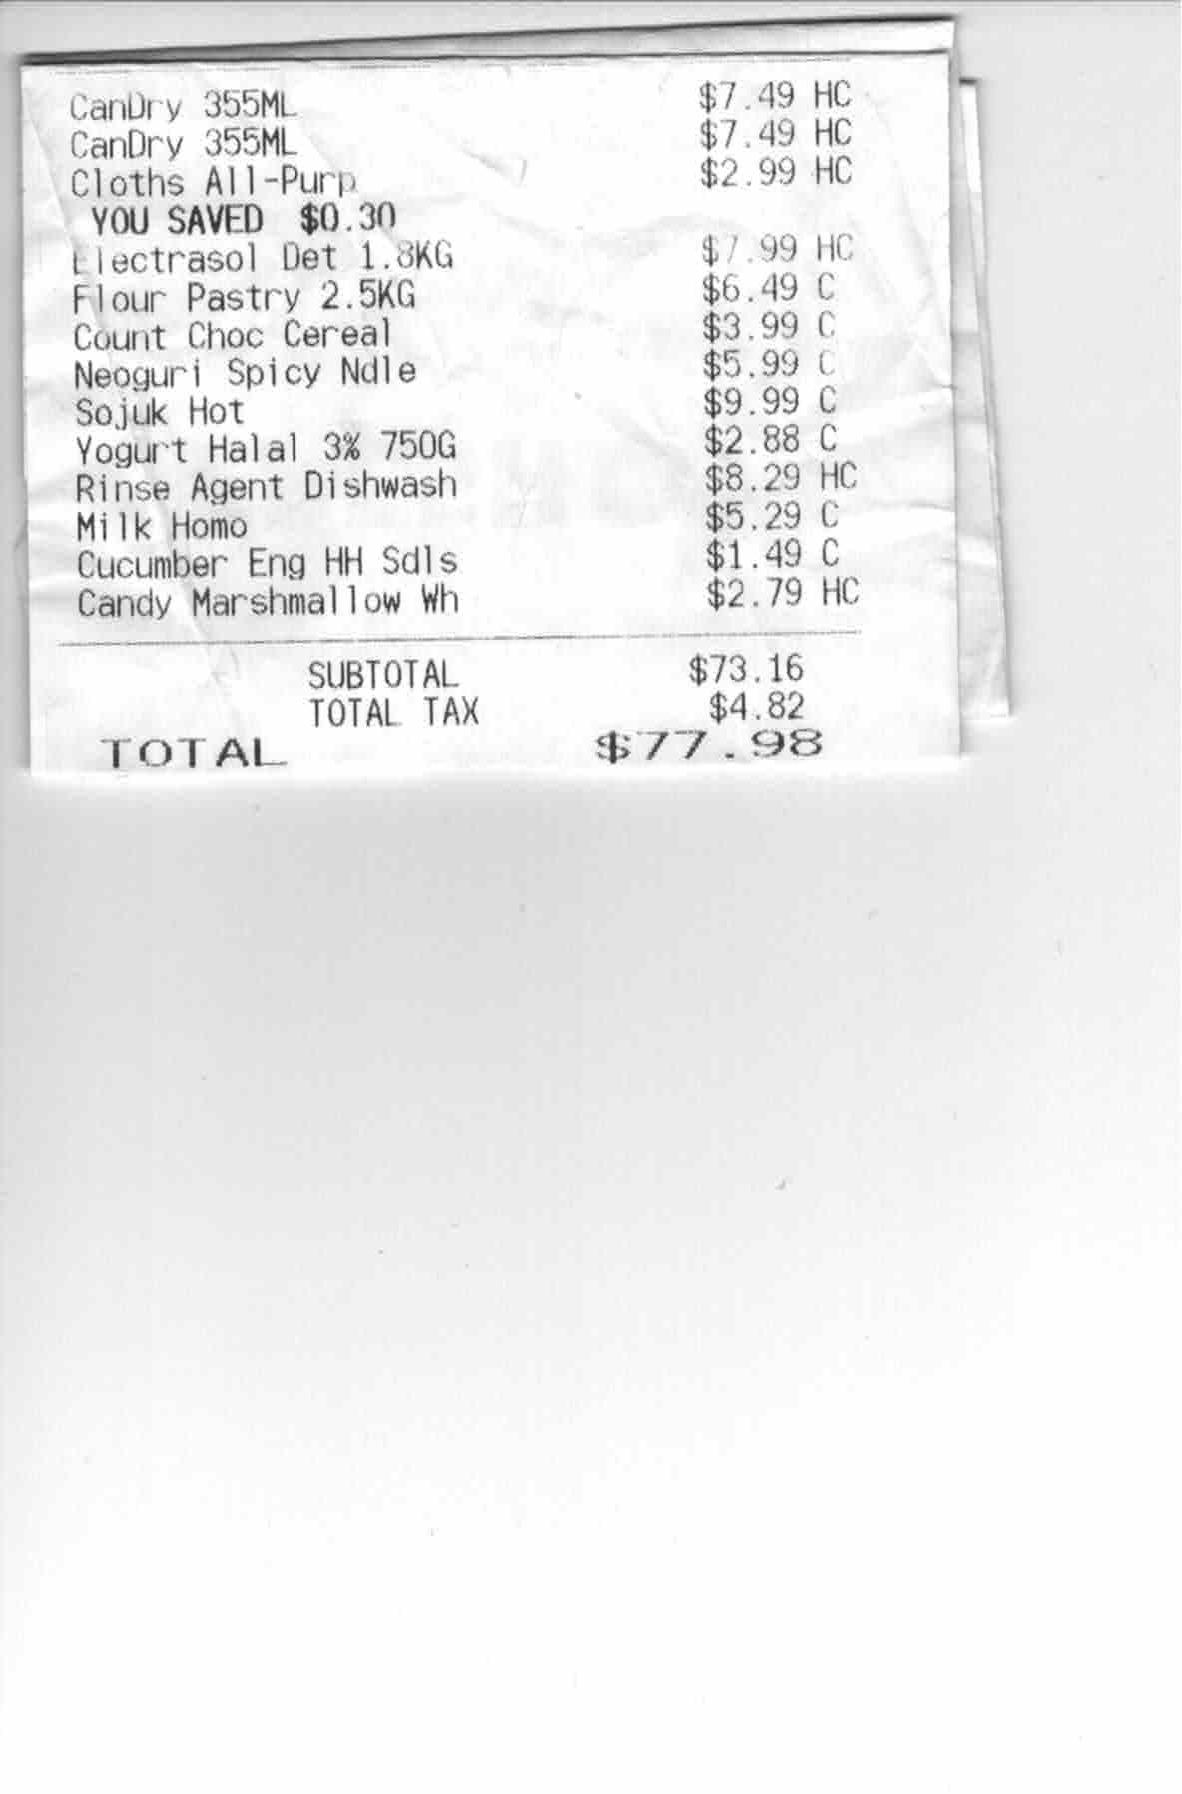 CanDry 355ML $7.49 HC
CanDry 355ML $7.49 HC
Cloths All-Purp $2.99 HC
YOU SAVED $0.30
Electrasol Det 1.8KG $7.99 HC
Flour Pastry 2.5KG $6.49 C
Count Choc Cereal $3.99 C
Neoguri Spicy Ndle $5.99 C
Sojuk Hot $9.99 C
Yogurt Halal 3% 750G $2.88 C
Rinse Agent Dishwash $8.29 HC
Milk Homo $5.29 C
Cucumber Eng HH Sdls $1.49 C
Candy Marshmallow Wh $2.79 HC
SUBTOTAL $73.16
TOTAL TAX $4.82
TOTAL $77.98